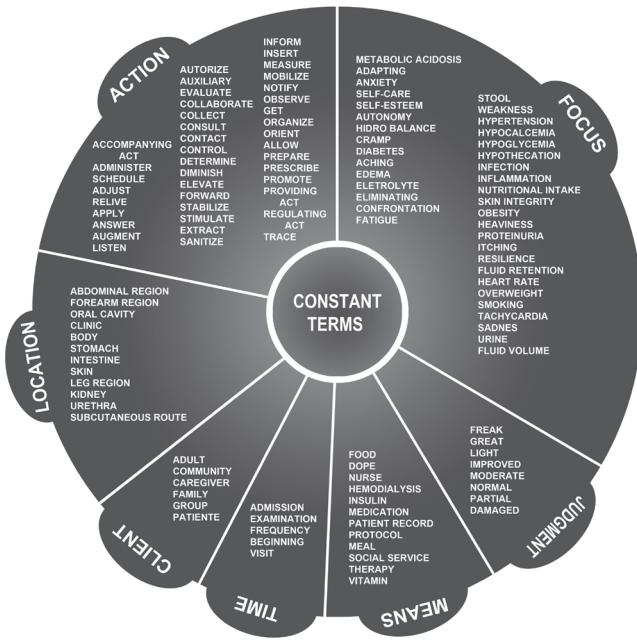 ACTION
ACCOMPANYING
ACT
ADMINISTER
SCHEDULE
ADJUST
RELIVE
APPLY
ANSWER
AUGMENT
LISTEN
AUTORIZE
AUXILIARY
EVALUATE
COLLABORATE
COLLECT
CONSULT
CONTACT
CONTROL
DETERMINE
DIMINISH
ELEVATE
FORWARD
STABILIZE
STIMULATE
EXTRACT
SANITIZE
INFORM
INSERT
MEASURE
MOBILIZE
NOTIFY
OBSERVE
GET
ORGANIZE
ORIENT
ALLOW
PREPARE
PRESCRIBE
PROMOTE
PROVIDING
ACT
REGULATING
ACT
TRACE
FOCUS
METABOLIC ACIDOSIS
ADAPTING
ANXIETY
SELF-CARE
SELF-ESTEEM
AUTONOMY
HIDRO BALANCE
CRAMP
DIABETES
ACHING
EDEMA
ELETROLYTE
ELIMINATING
CONFRONTATION
FATIGUE
STOOL
WEAKNESS
HYPERTENSION
HYPOCALCEMIA
HYPOGLYCEMIA
HYPOTHECATION
INFECTION
INFLAMMATION
NUTRITIONAL INTAKE
SKIN INTEGRITY
OBESITY
HEAVINESS
PROTEINURIA
ITCHING
RESILIENCE
FLUID RETENTION
HEART RATE
OVERWEIGHT
SMOKING
TACHYCARDIA
SADNES
URINE
FLUID VOLUME
CONSTANT
TERMS
LOCATION
ABDOMINAL REGION
FOREARM REGION
ORAL CAVITY
CLINIC
BODY
STOMACH
INTESTINE
SKIN
LEG REGION
KIDNEY
URETHRA
SUBCUTANEOUS ROUTE
CLIENT
ADULT
COMMUNITY
CAREGIVER
FAMILY
GROUP
PATIENTE
TIME
ADMISSION
EXAMINATION
FREQUENCY
BEGINNING
VISIT
MEANS
FOOD
DOPE
NURSE
HEMODIALYSIS
INSULIN
MEDICATION
PATIENT RECORD
PROTOCOL
MEAL
SOCIAL SERVICE
THERAPY
VITAMIN
JUDGMENT
FREAK
GREAT
LIGHT
IMPROVED
MODERATE
NORMAL
PARTIAL
DAMAGED